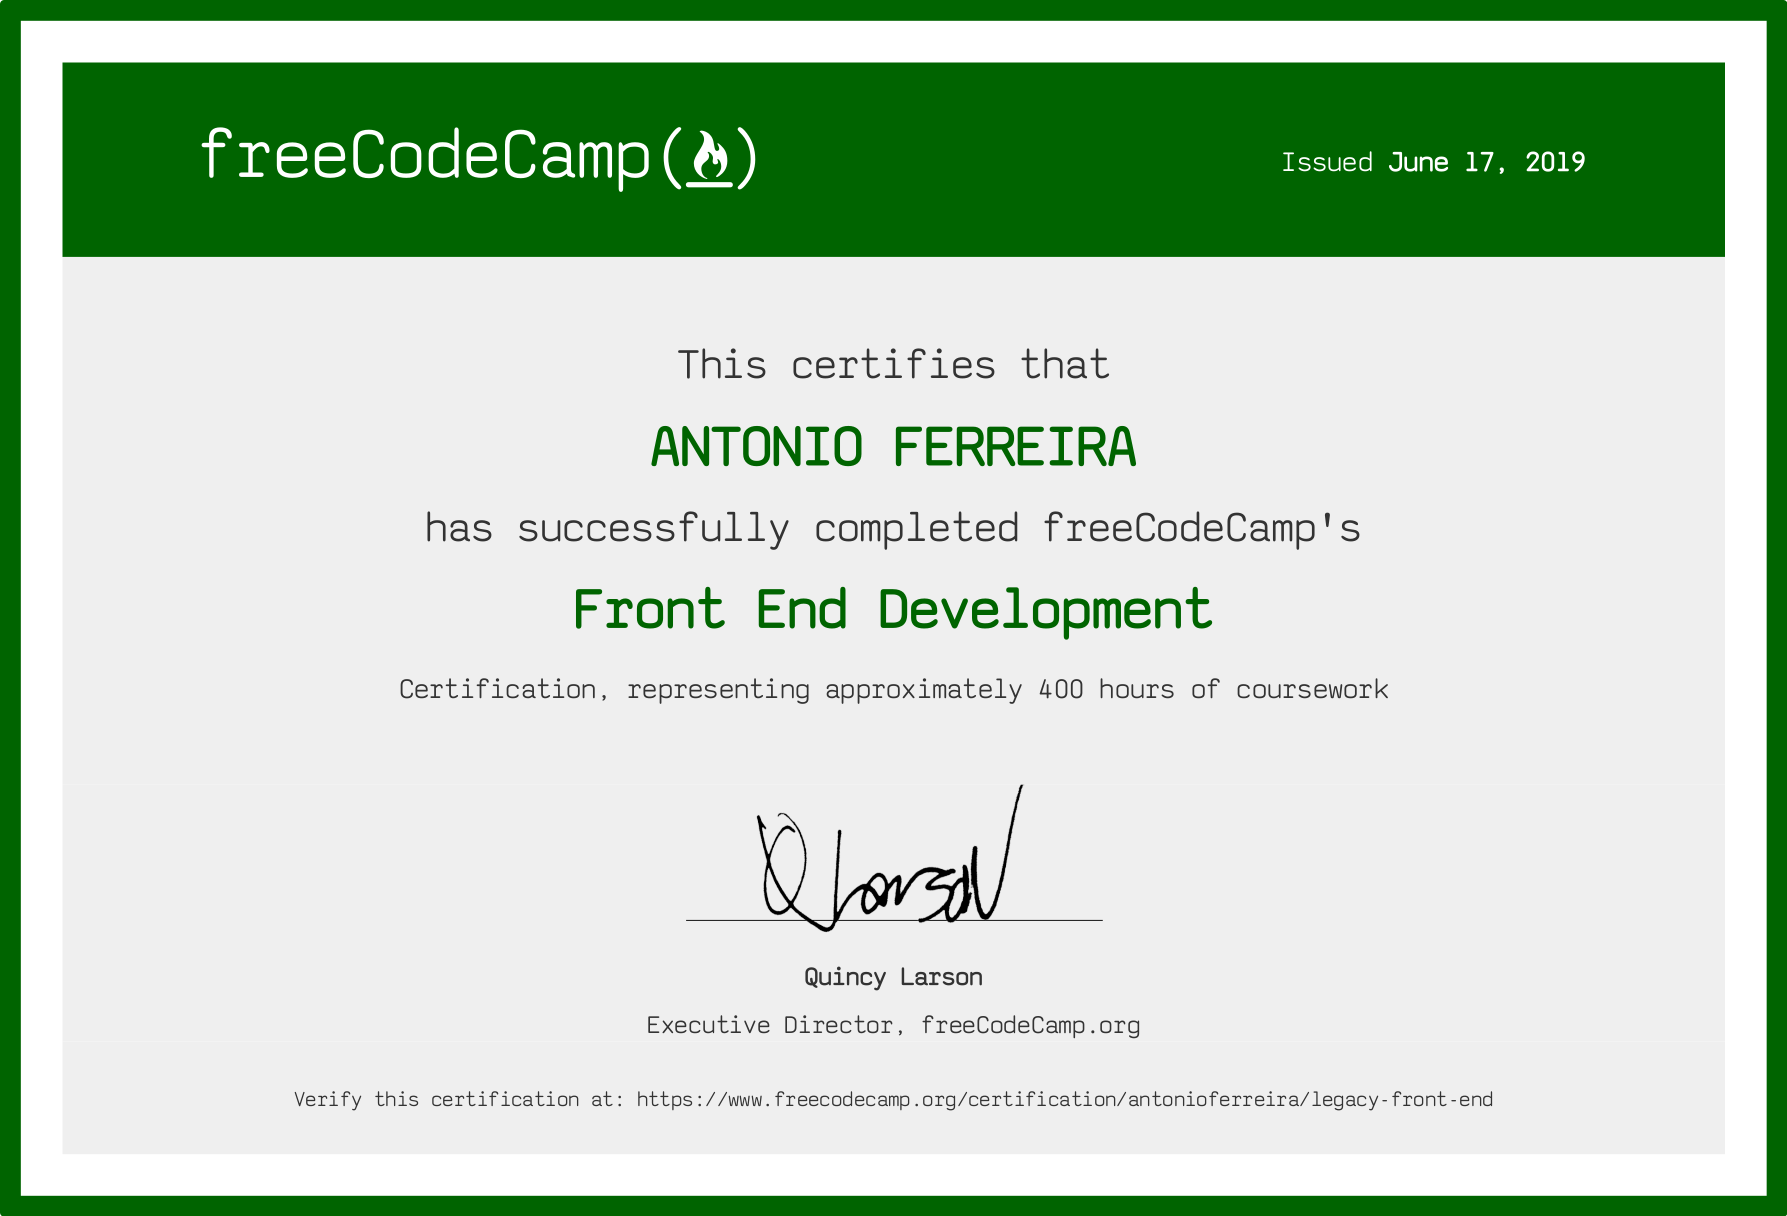 freeCodeCamp(🔥)
Issued June 17, 2019
This certifies that
ANTONIO FERREIRA
has successfully completed freeCodeCamp's
Front End Development
Certification, representing approximately 400 hours of coursework
Q Larson
Quincy Larson
Executive Director, freeCodeCamp.org
Verify this certification at: https://www.freecodecamp.org/certification/antonioferreira/legacy-front-end